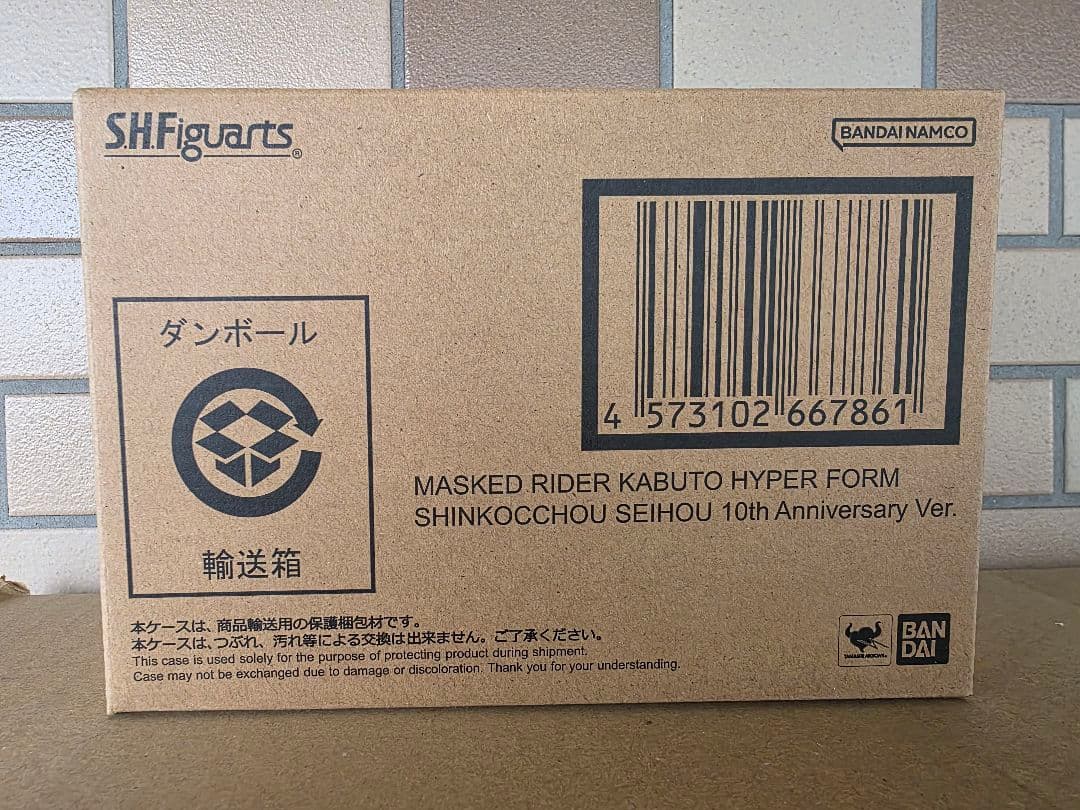 S.H.Figuarts®
BANDAI NAMCO
4 573102 667861
ダンボール
輸送箱
MASKED RIDER KABUTO HYPER FORM
SHINKOCCHOU SEIHOU 10th Anniversary Ver.
本ケースは、商品輸送用の保護梱包材です。
本ケースは、つぶれ、汚れ等による交換は出来ません。ご了承ください。
This case is used solely for the purpose of protecting product during shipment.
Case may not be exchanged due to damage or discoloration. Thank you for your understanding.
TAMASHII NATIONS
BAN
DAI